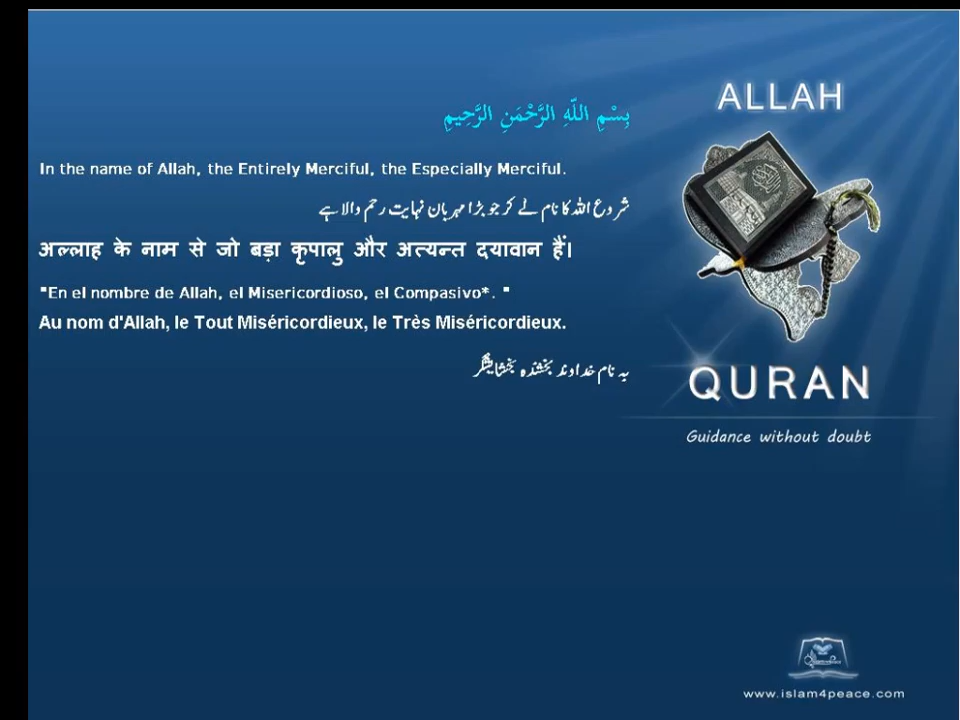 بِسْمِ اللَّهِ الرَّحْمَنِ الرَّحِيمِ
In the name of Allah, the Entirely Merciful, the Especially Merciful.
شروع الله کا نام لے کر جو بڑا مہربان نہایت رحم والا ہے
अल्लाह के नाम से जो बड़ा कृपालु और अत्यन्त दयावान हैं।
"En el nombre de Allah, el Misericordioso, el Compasivo*. "
Au nom d'Allah, le Tout Miséricordieux, le Très Miséricordieux.
به نام خداوند بخشنده بخشایشگر
ALLAH
QURAN
Guidance without doubt
www.islam4peace.com